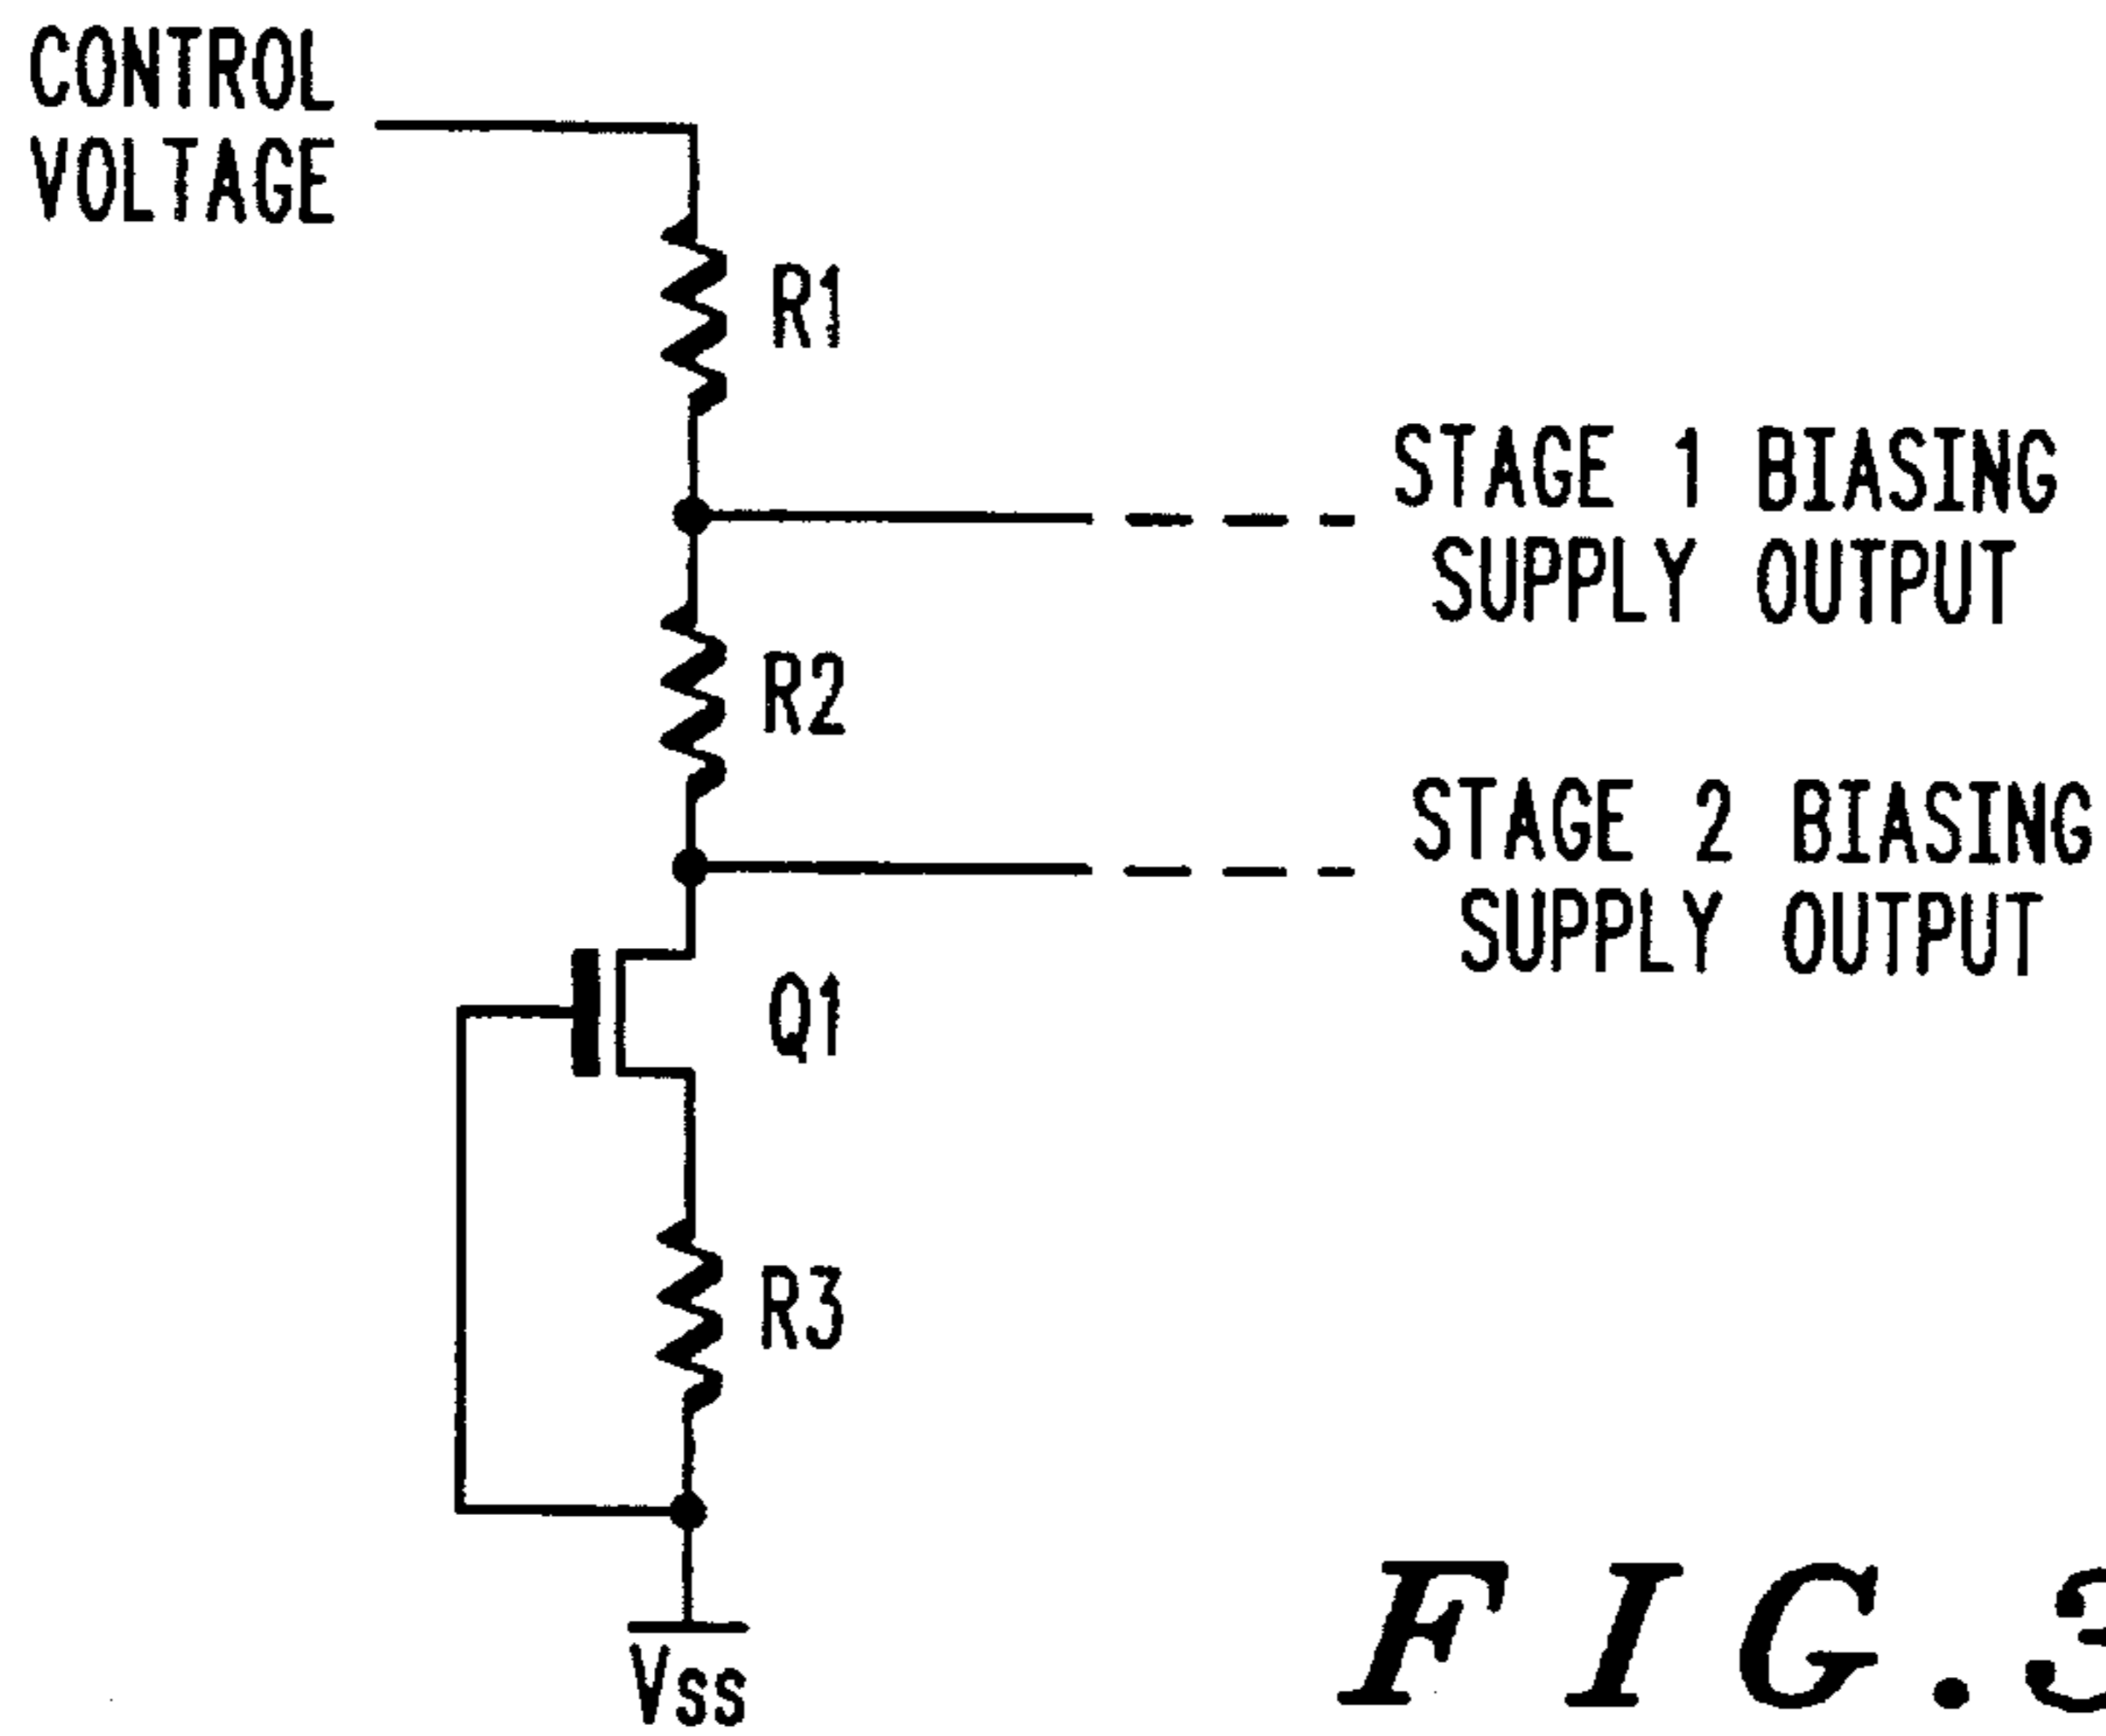 CONTROL
VOLTAGE
R1
STAGE 1 BIASING
SUPPLY OUTPUT
R2
STAGE 2 BIASING
SUPPLY OUTPUT
Q1
R3
VSS
FIG.3